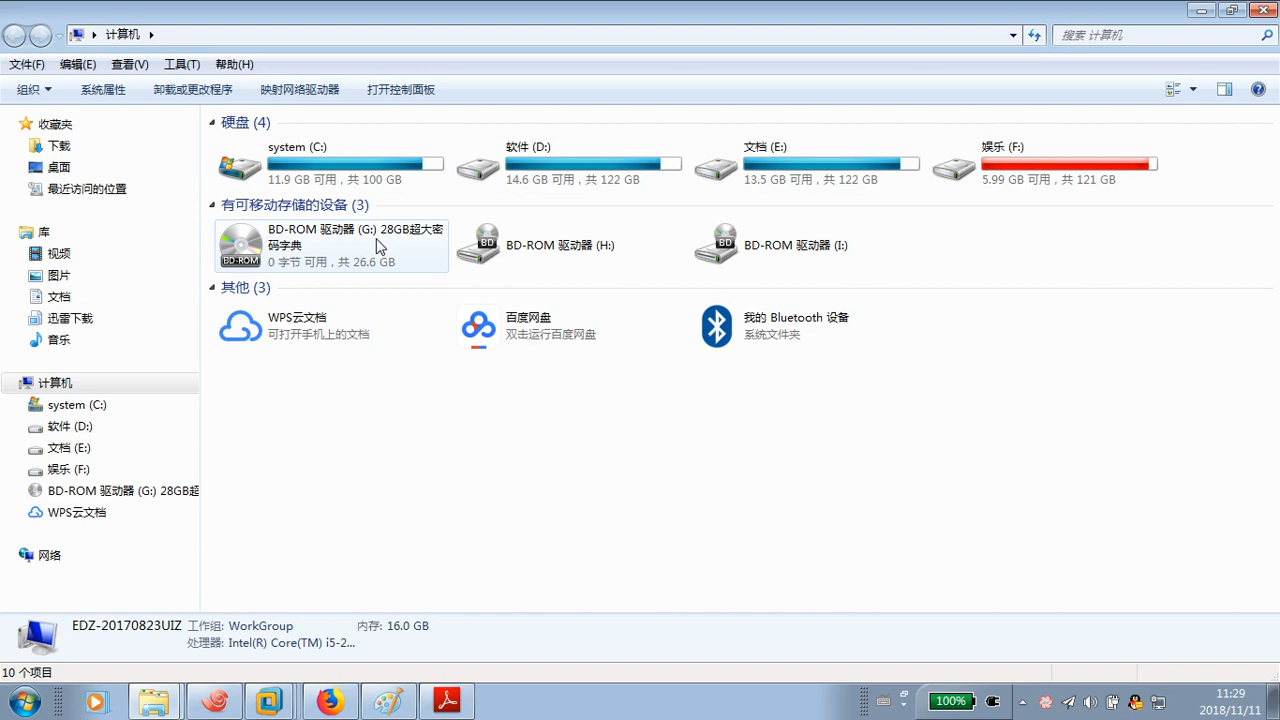 计算机
搜索 计算机
文件(F) 编辑(E) 查看(V) 工具(T) 帮助(H)
组织 系统属性 卸载或更改程序 映射网络驱动器 打开控制面板
收藏夹
下载
桌面
最近访问的位置
库
视频
图片
文档
迅雷下载
音乐
计算机
system (C:)
软件 (D:)
文档 (E:)
娱乐 (F:)
BD-ROM 驱动器 (G:) 28GB超
WPS云文档
网络
硬盘 (4)
system (C:)
11.9 GB 可用，共 100 GB
软件 (D:)
14.6 GB 可用，共 122 GB
文档 (E:)
13.5 GB 可用，共 122 GB
娱乐 (F:)
5.99 GB 可用，共 121 GB
有可移动存储的设备 (3)
BD-ROM 驱动器 (G:) 28GB超大密
码字典
0 字节 可用，共 26.6 GB
BD-ROM
BD
BD-ROM 驱动器 (H:)
BD
BD-ROM 驱动器 (I:)
其他 (3)
WPS云文档
可打开手机上的文档
百度网盘
双击运行百度网盘
我的 Bluetooth 设备
系统文件夹
EDZ-20170823UIZ 工作组: WorkGroup 内存: 16.0 GB
处理器: Intel(R) Core(TM) i5-2...
10 个项目
100%
11:29
2018/11/11